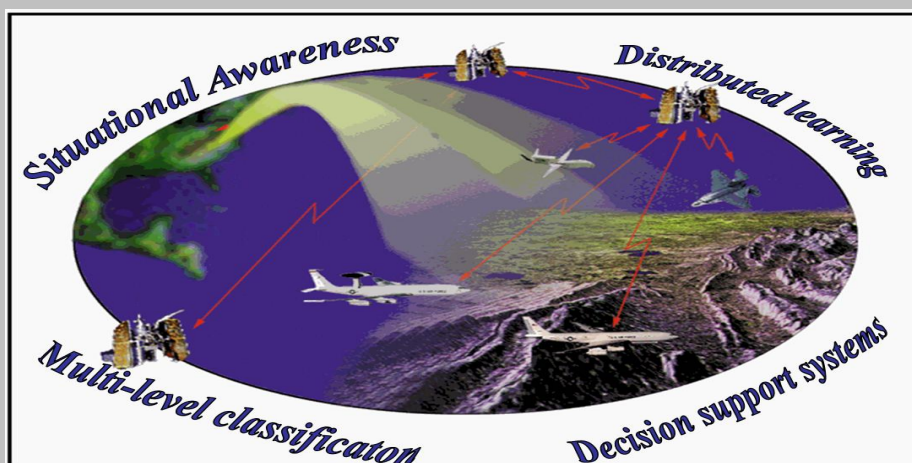 Situational Awareness
Distributed learning
Multi-level classificaton
Decision support systems